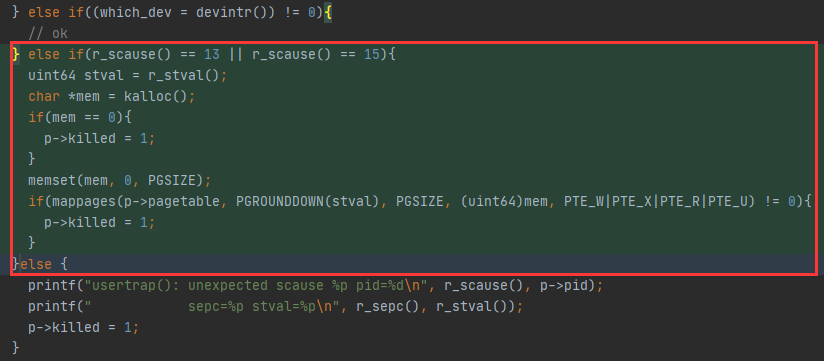 } else if((which_dev = devintr()) != 0){
// ok
} else if(r_scause() == 13 || r_scause() == 15){
uint64 stval = r_stval();
char *mem = kalloc();
if(mem == 0){
p->killed = 1;
}
memset(mem, 0, PGSIZE);
if(mappages(p->pagetable, PGROUNDDOWN(stval), PGSIZE, (uint64)mem, PTE_W|PTE_X|PTE_R|PTE_U) != 0){
p->killed = 1;
}
}else {
printf("usertrap(): unexpected scause %p pid=%d\n", r_scause(), p->pid);
printf("            sepc=%p stval=%p\n", r_sepc(), r_stval());
p->killed = 1;
}